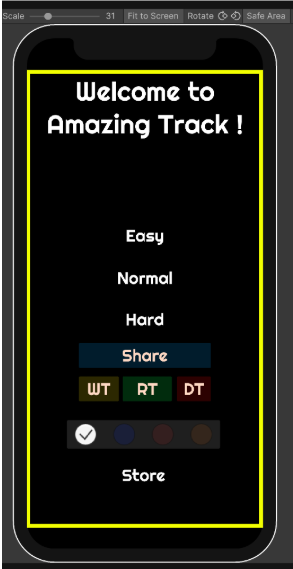 Scale 31 Fit to Screen Rotate Safe Area
Welcome to
Amazing Track !
Easy
Normal
Hard
Share
WT RT DT
Store